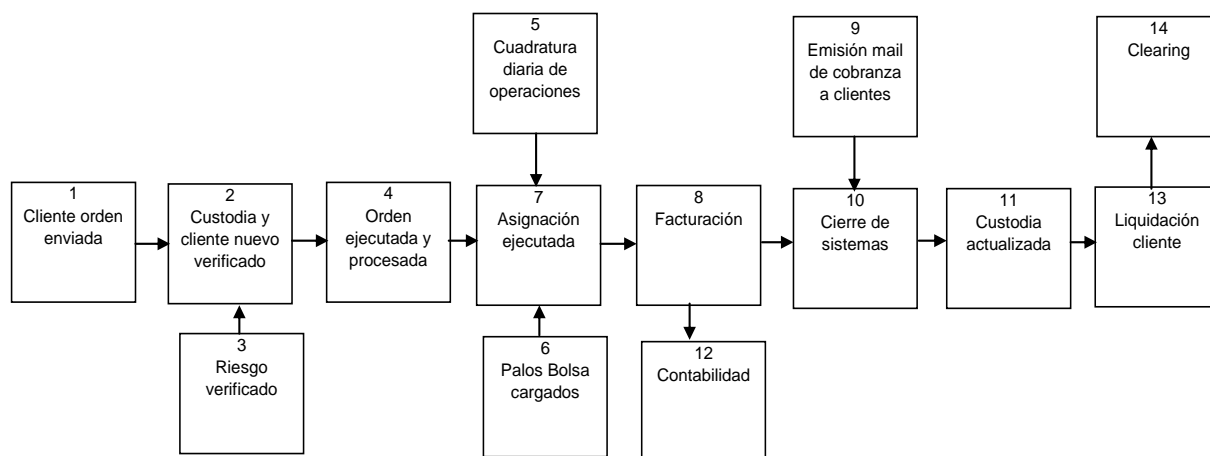 5
Cuadratura
diaria de
operaciones
9
Emisión mail
de cobranza
a clientes
14
Clearing
1
Cliente orden
enviada
2
Custodia y
cliente nuevo
verificado
4
Orden
ejecutada y
procesada
7
Asignación
ejecutada
8
Facturación
10
Cierre de
sistemas
11
Custodia
actualizada
13
Liquidación
cliente
3
Riesgo
verificado
6
Palos Bolsa
cargados
12
Contabilidad